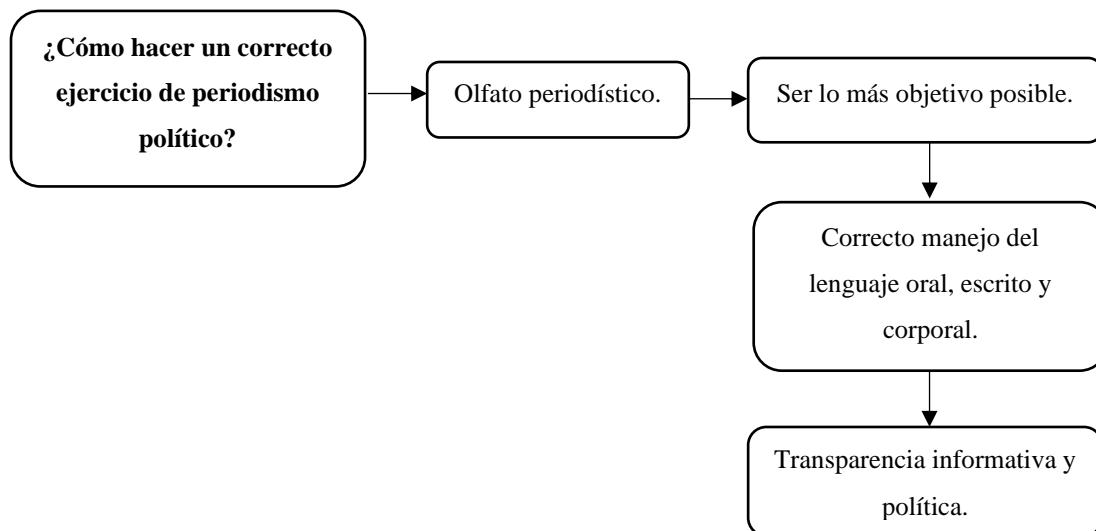 ¿Cómo hacer un correcto
ejercicio de periodismo
político?
Olfato periodístico.
Ser lo más objetivo posible.
Correcto manejo del
lenguaje oral, escrito y
corporal.
Transparencia informativa y
política.